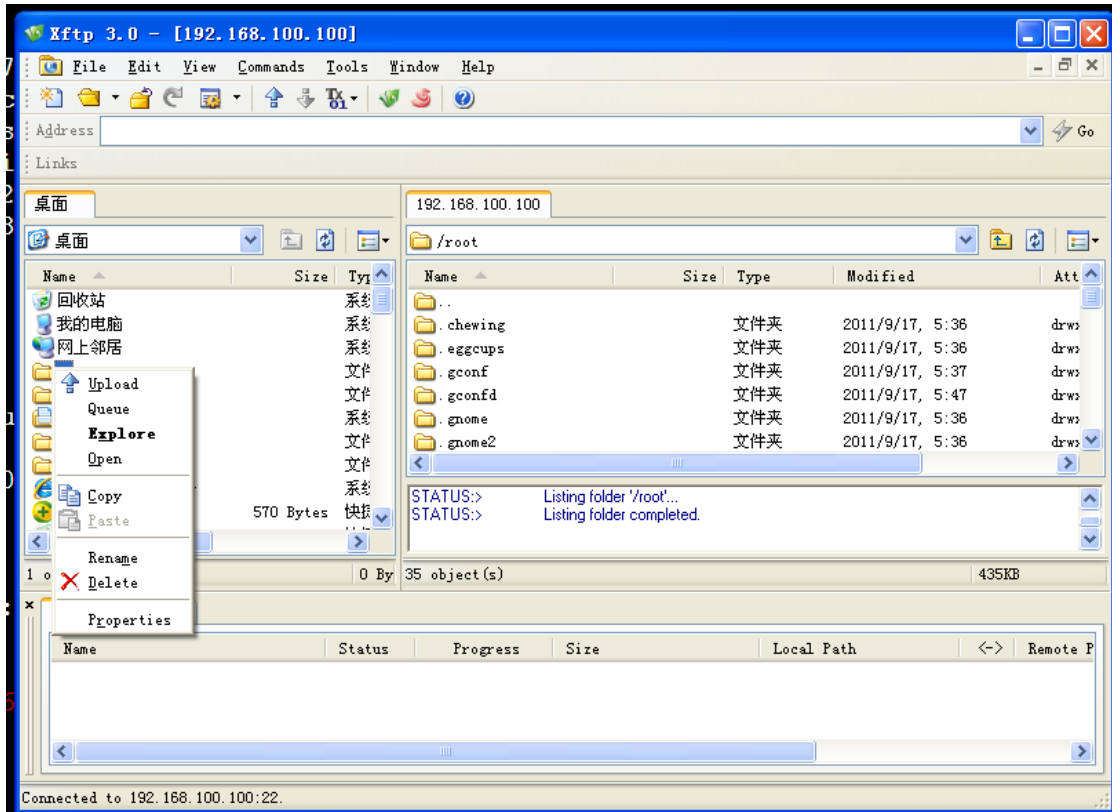 Xftp 3.0 - [192.168.100.100]
File Edit View Commands Tools Window Help
Address Go
Links
桌面
192.168.100.100
桌面
/root
Name Size
Name Size Type Modified Att
回收站
..
我的电脑
.chewing 文件夹 2011/9/17, 5:36
网上邻居
.eggcups 文件夹 2011/9/17, 5:36
.gconf 文件夹 2011/9/17, 5:37
.gconfd 文件夹 2011/9/17, 5:47
.gnome 文件夹 2011/9/17, 5:36
.gnome2 文件夹 2011/9/17, 5:36
Upload
Queue
Explore
Open
Copy
Paste
Rename
Delete
Properties
570 Bytes
STATUS:> Listing folder '/root'...
STATUS:> Listing folder completed.
0 By
35 object(s) 435KB
Name Status Progress Size Local Path <-> Remote P
Connected to 192.168.100.100:22.